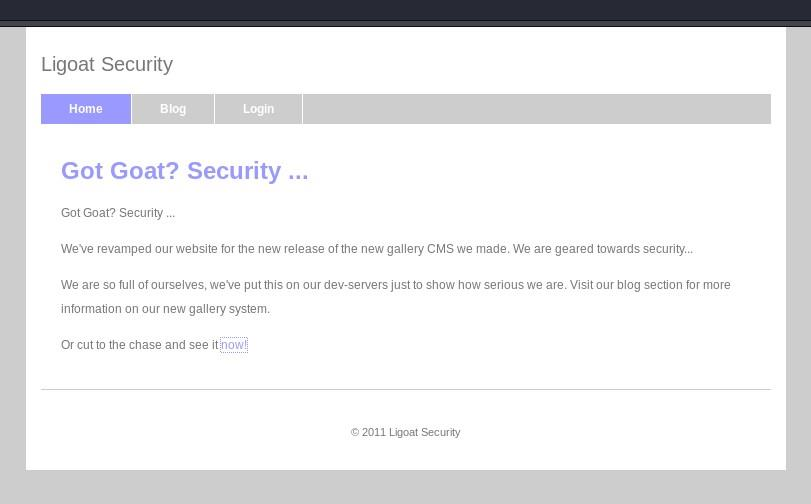 Ligoat Security
Home Blog Login
Got Goat? Security ...
Got Goat? Security ...
We've revamped our website for the new release of the new gallery CMS we made. We are geared towards security...
We are so full of ourselves, we've put this on our dev-servers just to show how serious we are. Visit our blog section for more
information on our new gallery system.
Or cut to the chase and see it now!
© 2011 Ligoat Security